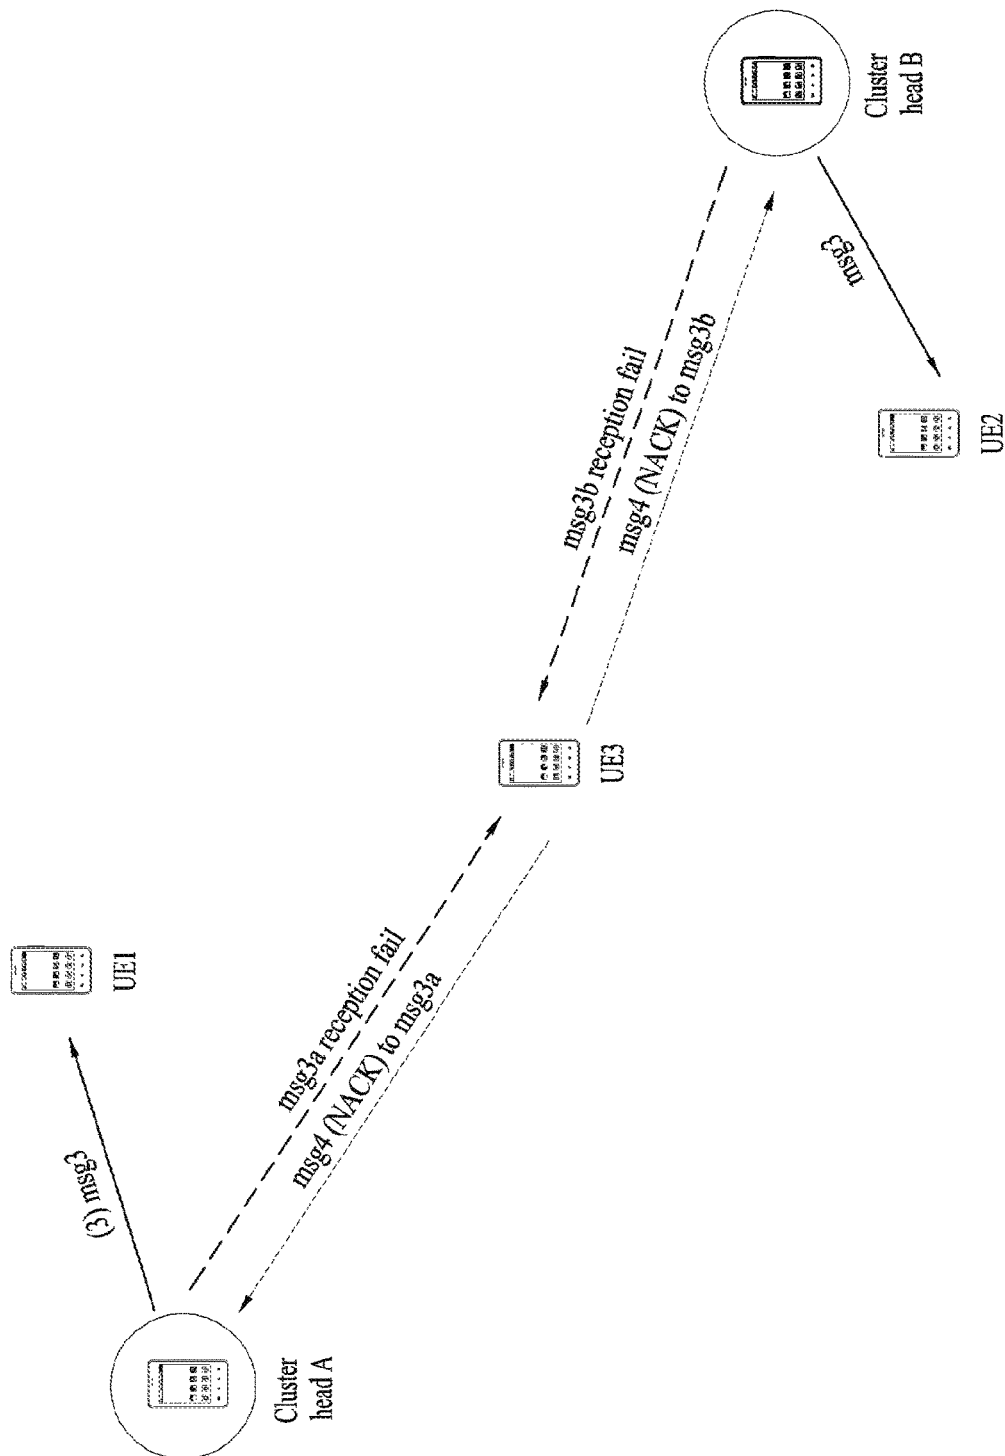 UE1
(3) msg3
msg3a reception fail
msg4 (NACK) to msg3a
Cluster
head A
UE3
msg3b reception fail
msg4 (NACK) to msg3b
Cluster
head B
msg3
UE2